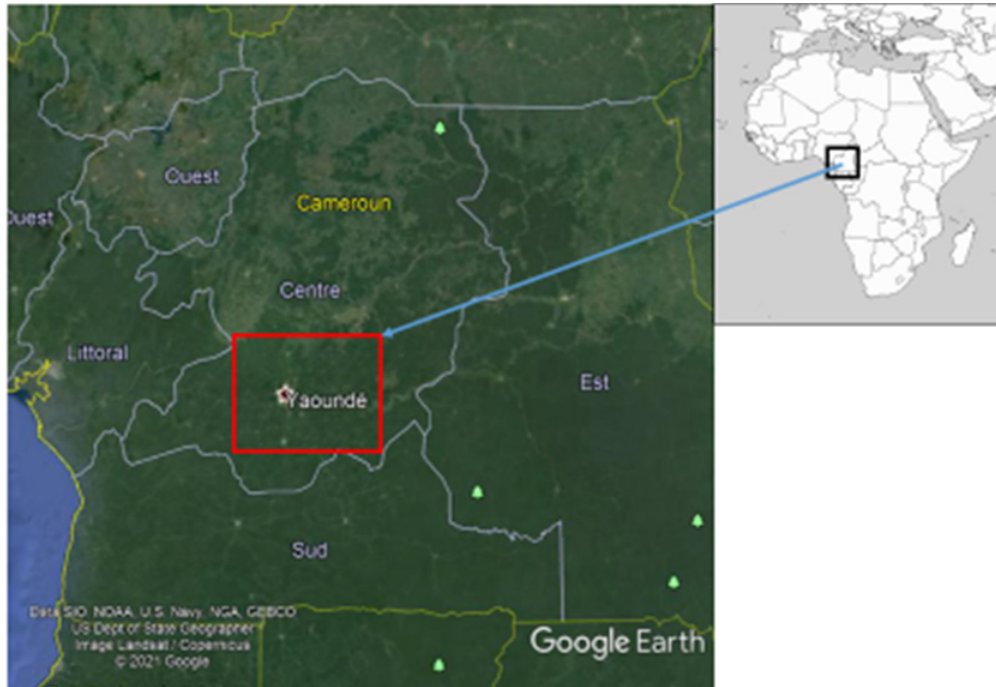 Ouest
Cameroun
Ouest
Centre
Littoral
Yaoundé
Est
Sud
Data SIO, NOAA, U.S. Navy, NGA, GEBCO
US Dept of State Geographer
Image Landsat / Copernicus
© 2021 Google
Google Earth